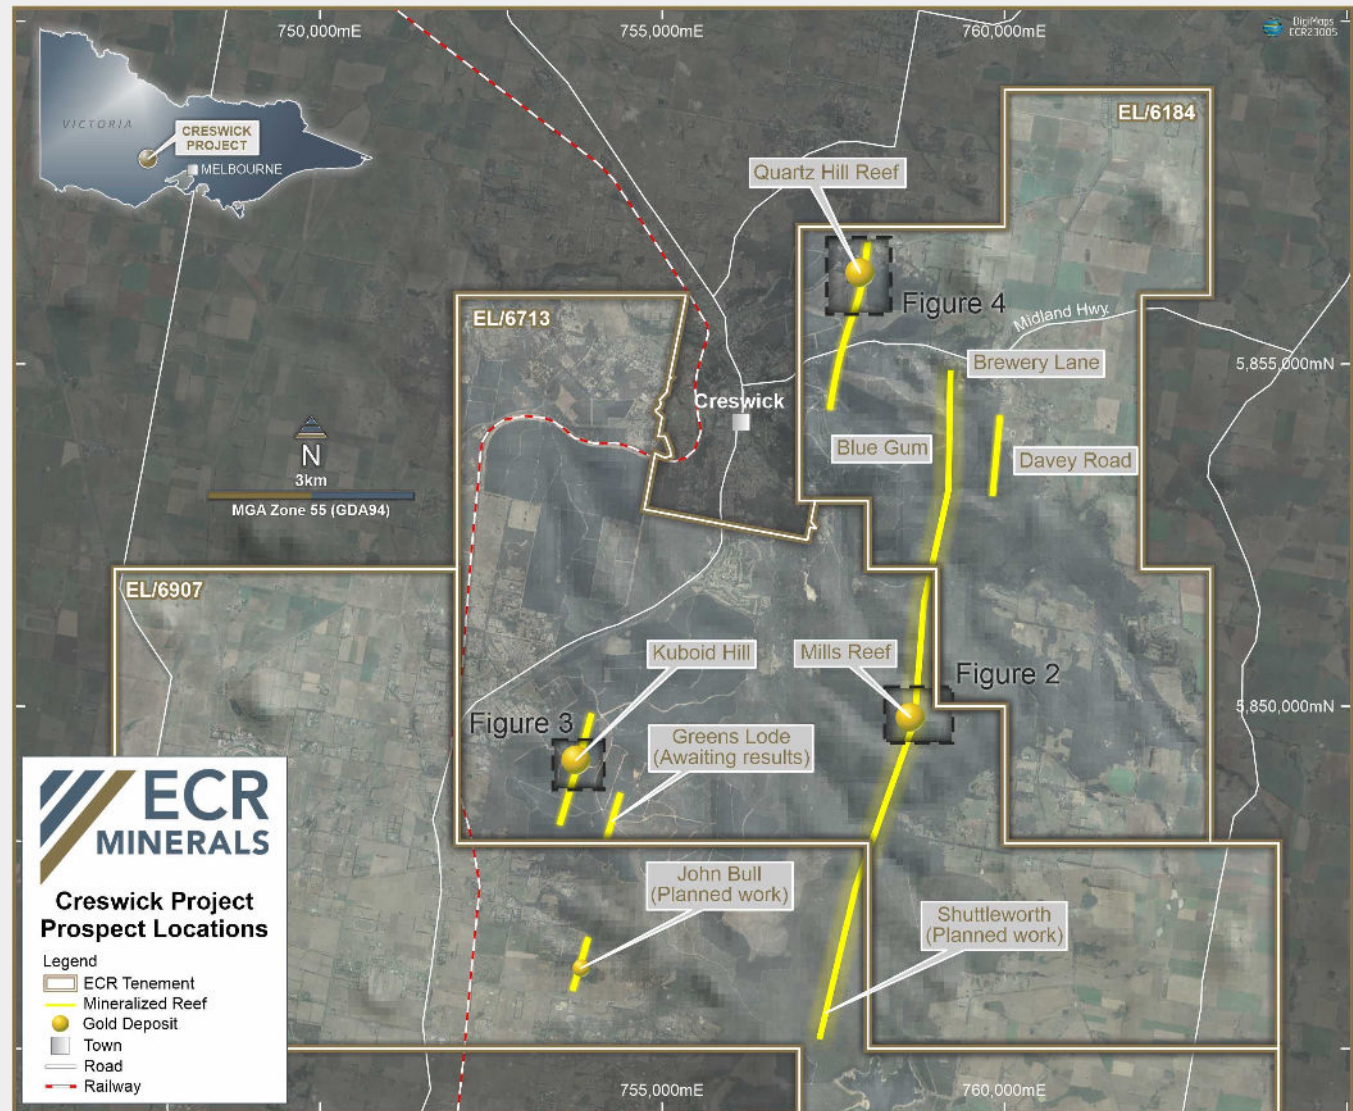 750,000mE
755,000mE
760,000mE
DigiMaps
ECR23005
VICTORIA
CRESWICK
PROJECT
MELBOURNE
EL/6184
Quartz Hill Reef
Figure 4
Midland Hwy.
EL/6713
Brewery Lane
5,855,000mN
Creswick
Blue Gum
Davey Road
N
3km
MGA Zone 55 (GDA94)
EL/6907
Kuboid Hill
Mills Reef
Figure 2
5,850,000mN
Figure 3
Greens Lode
(Awaiting results)
ECR
MINERALS
John Bull
(Planned work)
Shuttleworth
(Planned work)
Creswick Project
Prospect Locations
Legend
ECR Tenement
Mineralized Reef
Gold Deposit
Town
Road
Railway
755,000mE
760,000mE